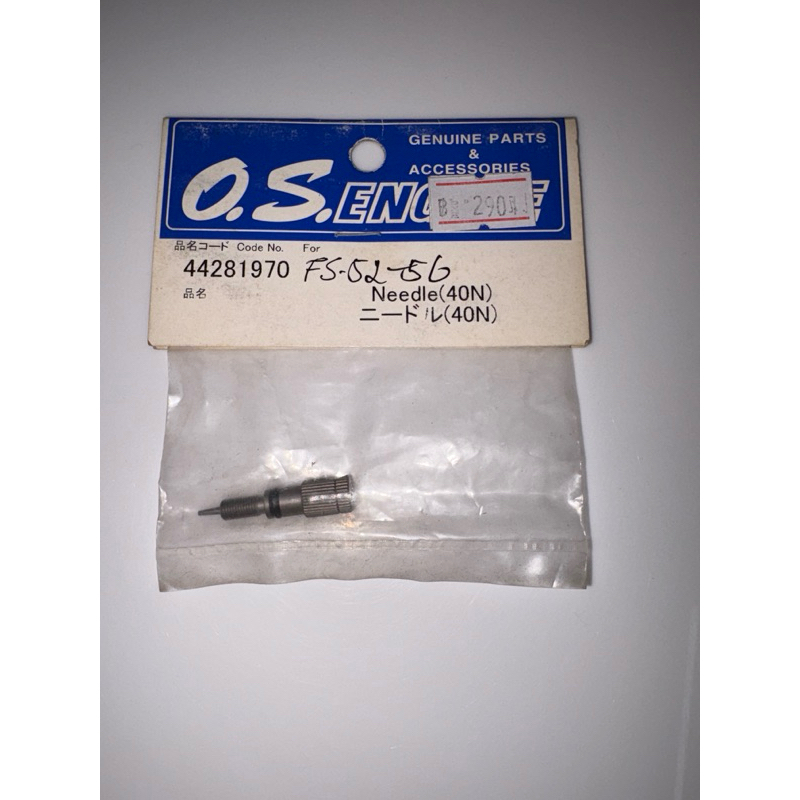 GENUINE PARTS
&
ACCESSORIES
O.S. ENGINE
品名コード Code No. For
44281970 FS-52-56
品名 Needle(40N)
ニードル(40N)